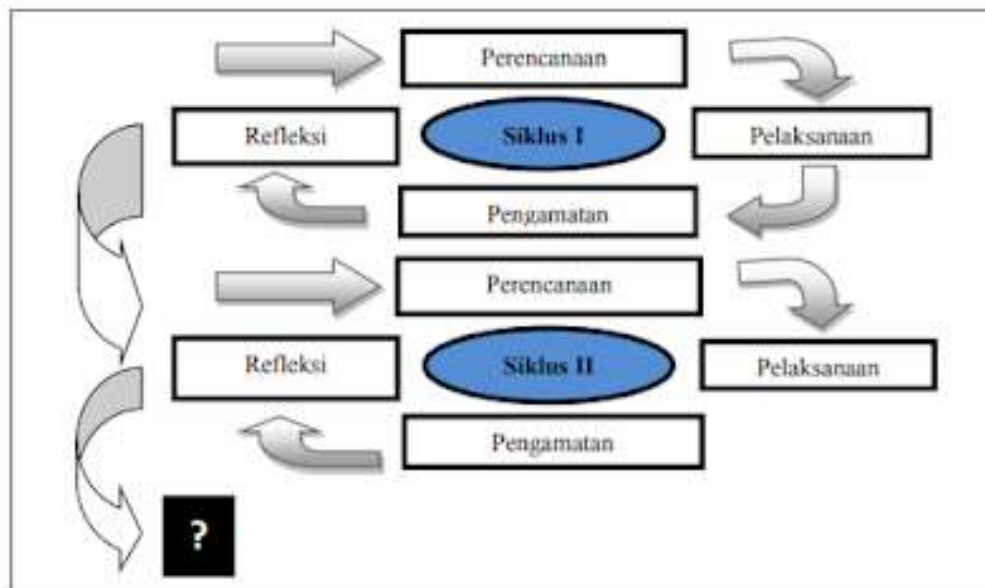 Perencanaan
Refleksi
Siklus I
Pelaksanaan
Pengamatan
Perencanaan
Refleksi
Siklus II
Pelaksanaan
Pengamatan
?